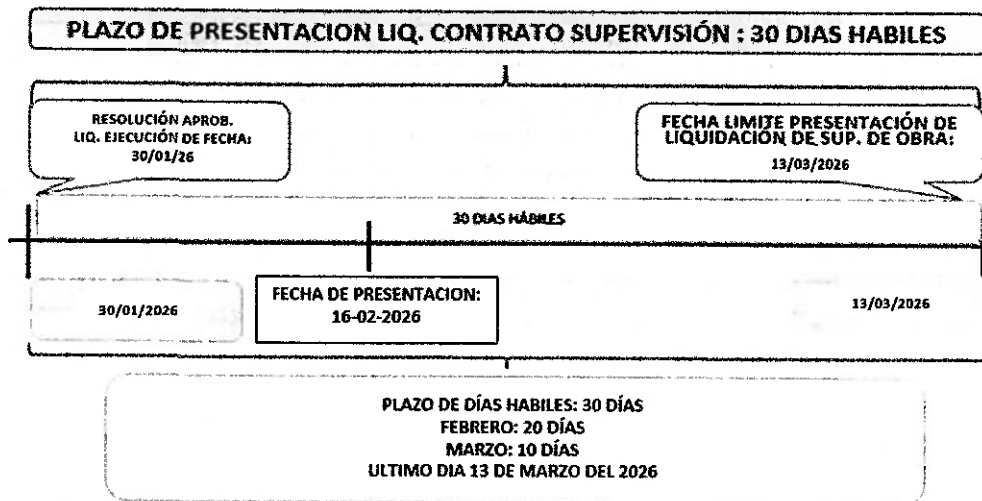 PLAZO DE PRESENTACION LIQ. CONTRATO SUPERVISIÓN : 30 DIAS HABILES
RESOLUCIÓN APROB.
LIQ. EJECUCIÓN DE FECHA:
30/01/26
FECHA LIMITE PRESENTACIÓN DE
LIQUIDACIÓN DE SUP. DE OBRA:
13/03/2026
30 DIAS HÁBILES
30/01/2026
FECHA DE PRESENTACION:
16-02-2026
13/03/2026
PLAZO DE DÍAS HABILES: 30 DÍAS
FEBRERO: 20 DÍAS
MARZO: 10 DÍAS
ULTIMO DIA 13 DE MARZO DEL 2026